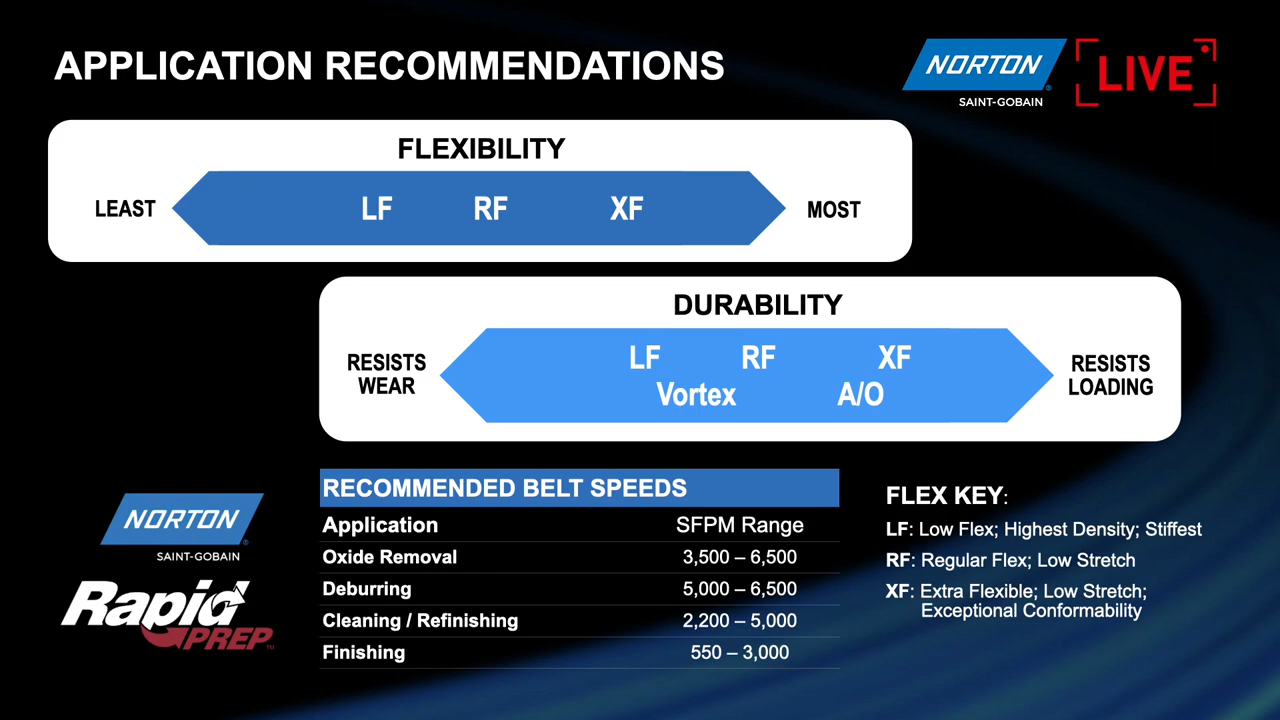 APPLICATION RECOMMENDATIONS
NORTON
SAINT-GOBAIN
LIVE
FLEXIBILITY
LEAST
LF RF XF
MOST
DURABILITY
RESISTS
WEAR
LF RF XF
Vortex A/O
RESISTS
LOADING
NORTON
SAINT-GOBAIN
Rapid
PREP™
RECOMMENDED BELT SPEEDS
Application SFPM Range
Oxide Removal 3,500 – 6,500
Deburring 5,000 – 6,500
Cleaning / Refinishing 2,200 – 5,000
Finishing 550 – 3,000
FLEX KEY:
LF: Low Flex; Highest Density; Stiffest
RF: Regular Flex; Low Stretch
XF: Extra Flexible; Low Stretch;
Exceptional Conformability